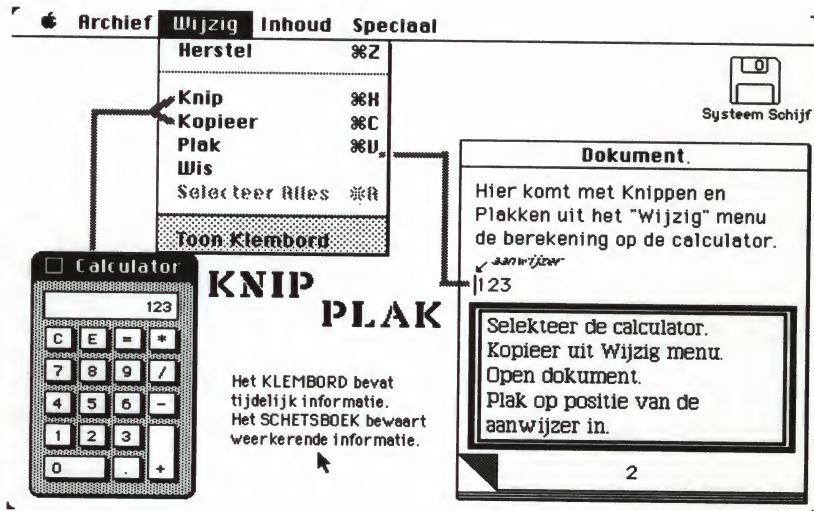 Archief Wijzig Inhoud Speciaal
Herstel ⌘Z
Knip ⌘H
Kopieer ⌘C
Plak ⌘V
Wis
Selecteer Alles ⌘A
Toon Klembord
Systeem Schijf
Calculator
123
C E = *
7 8 9 /
4 5 6 -
1 2 3
0 . +
KNIP
PLAK
Het KLEMBORD bevat
tijdelijk informatie.
Het SCHETSBOEK bewaart
weerkerende informatie.
Dokument.
Hier komt met Knippen en
Plakken uit het "Wijzig" menu
de berekening op de calculator.
aanwijzer
123
Selekteer de calculator.
Kopieer uit Wijzig menu.
Open dokument.
Plak op positie van de
aanwijzer in.
2